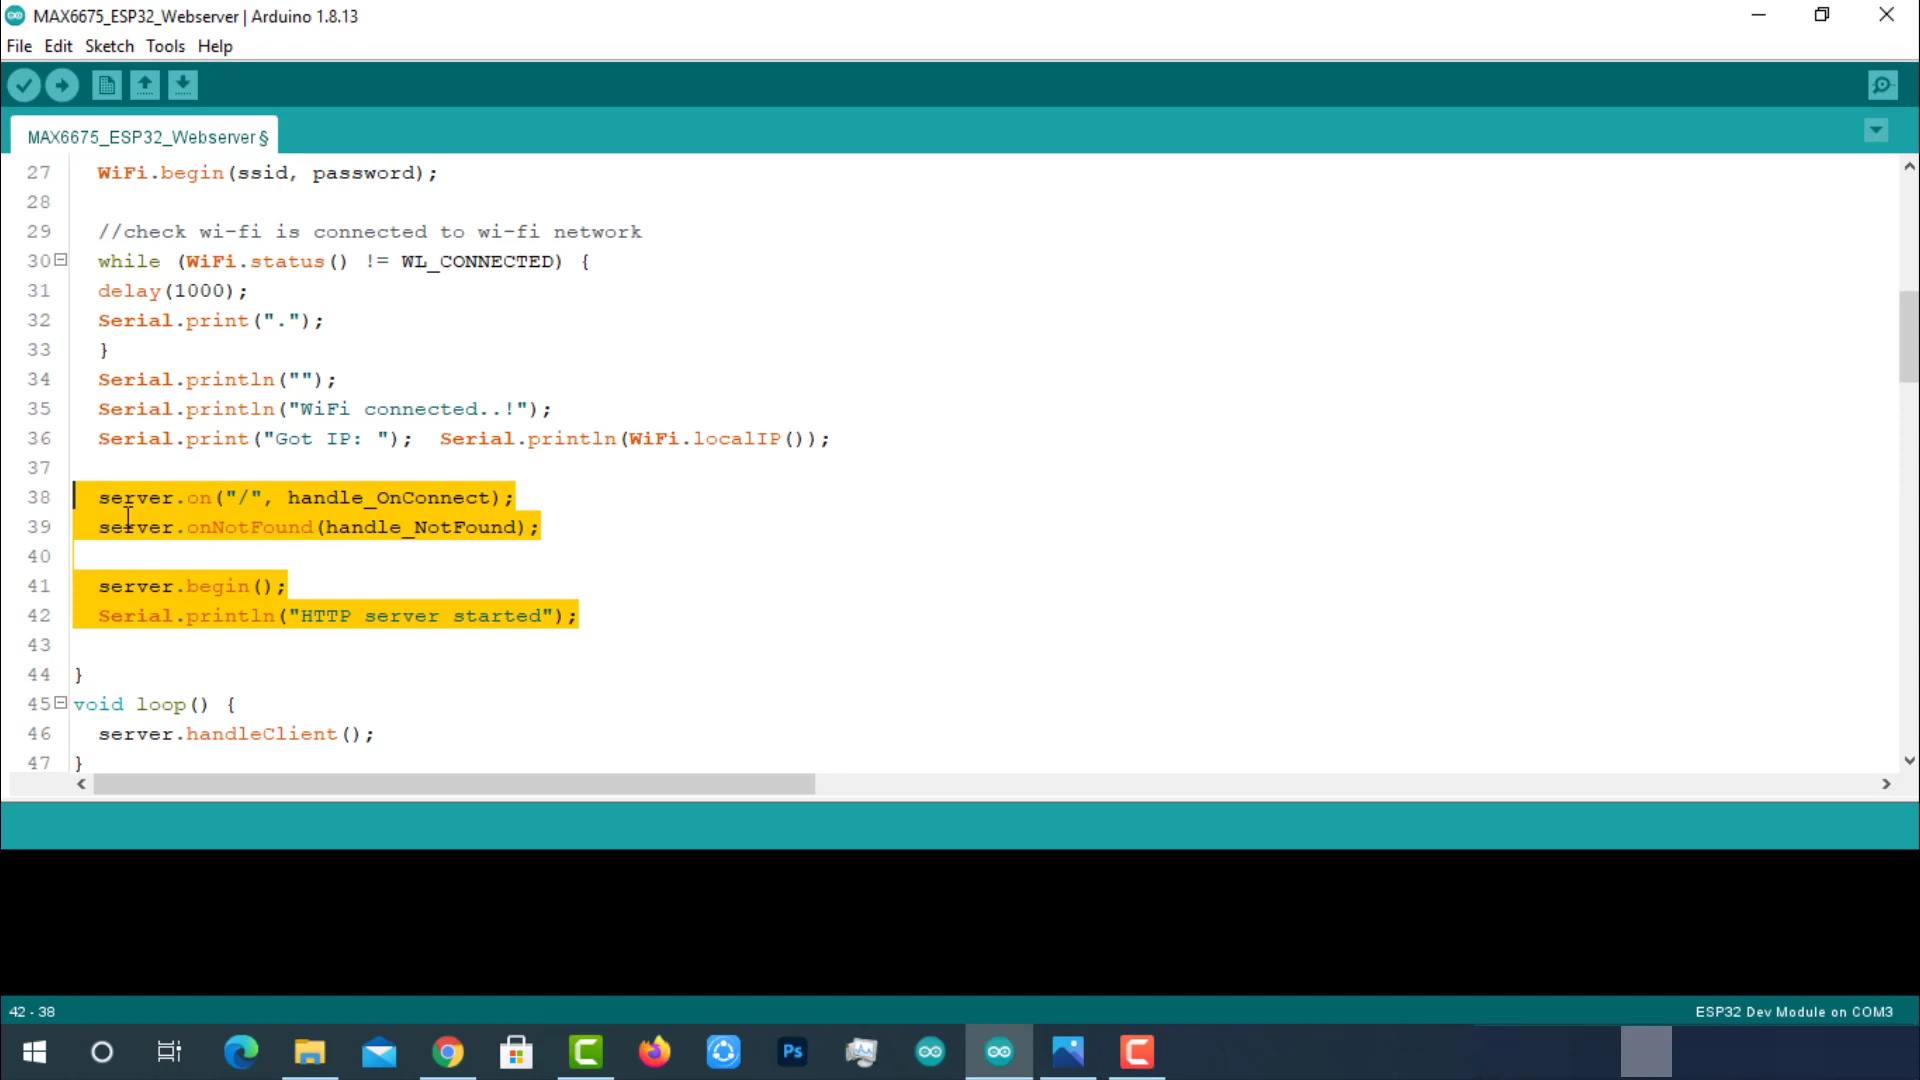 MAX6675_ESP32_Webserver | Arduino 1.8.13
File Edit Sketch Tools Help
MAX6675_ESP32_Webserver §
27 WiFi.begin(ssid, password);
28
29 //check wi-fi is connected to wi-fi network
30 while (WiFi.status() != WL_CONNECTED) {
31 delay(1000);
32 Serial.print(".");
33 }
34 Serial.println("");
35 Serial.println("WiFi connected..!");
36 Serial.print("Got IP: ");  Serial.println(WiFi.localIP());
37
38 server.on("/", handle_OnConnect);
39 server.onNotFound(handle_NotFound);
40
41 server.begin();
42 Serial.println("HTTP server started");
43
44 }
45 void loop() {
46 server.handleClient();
47 }
42 - 38
ESP32 Dev Module on COM3
Ps